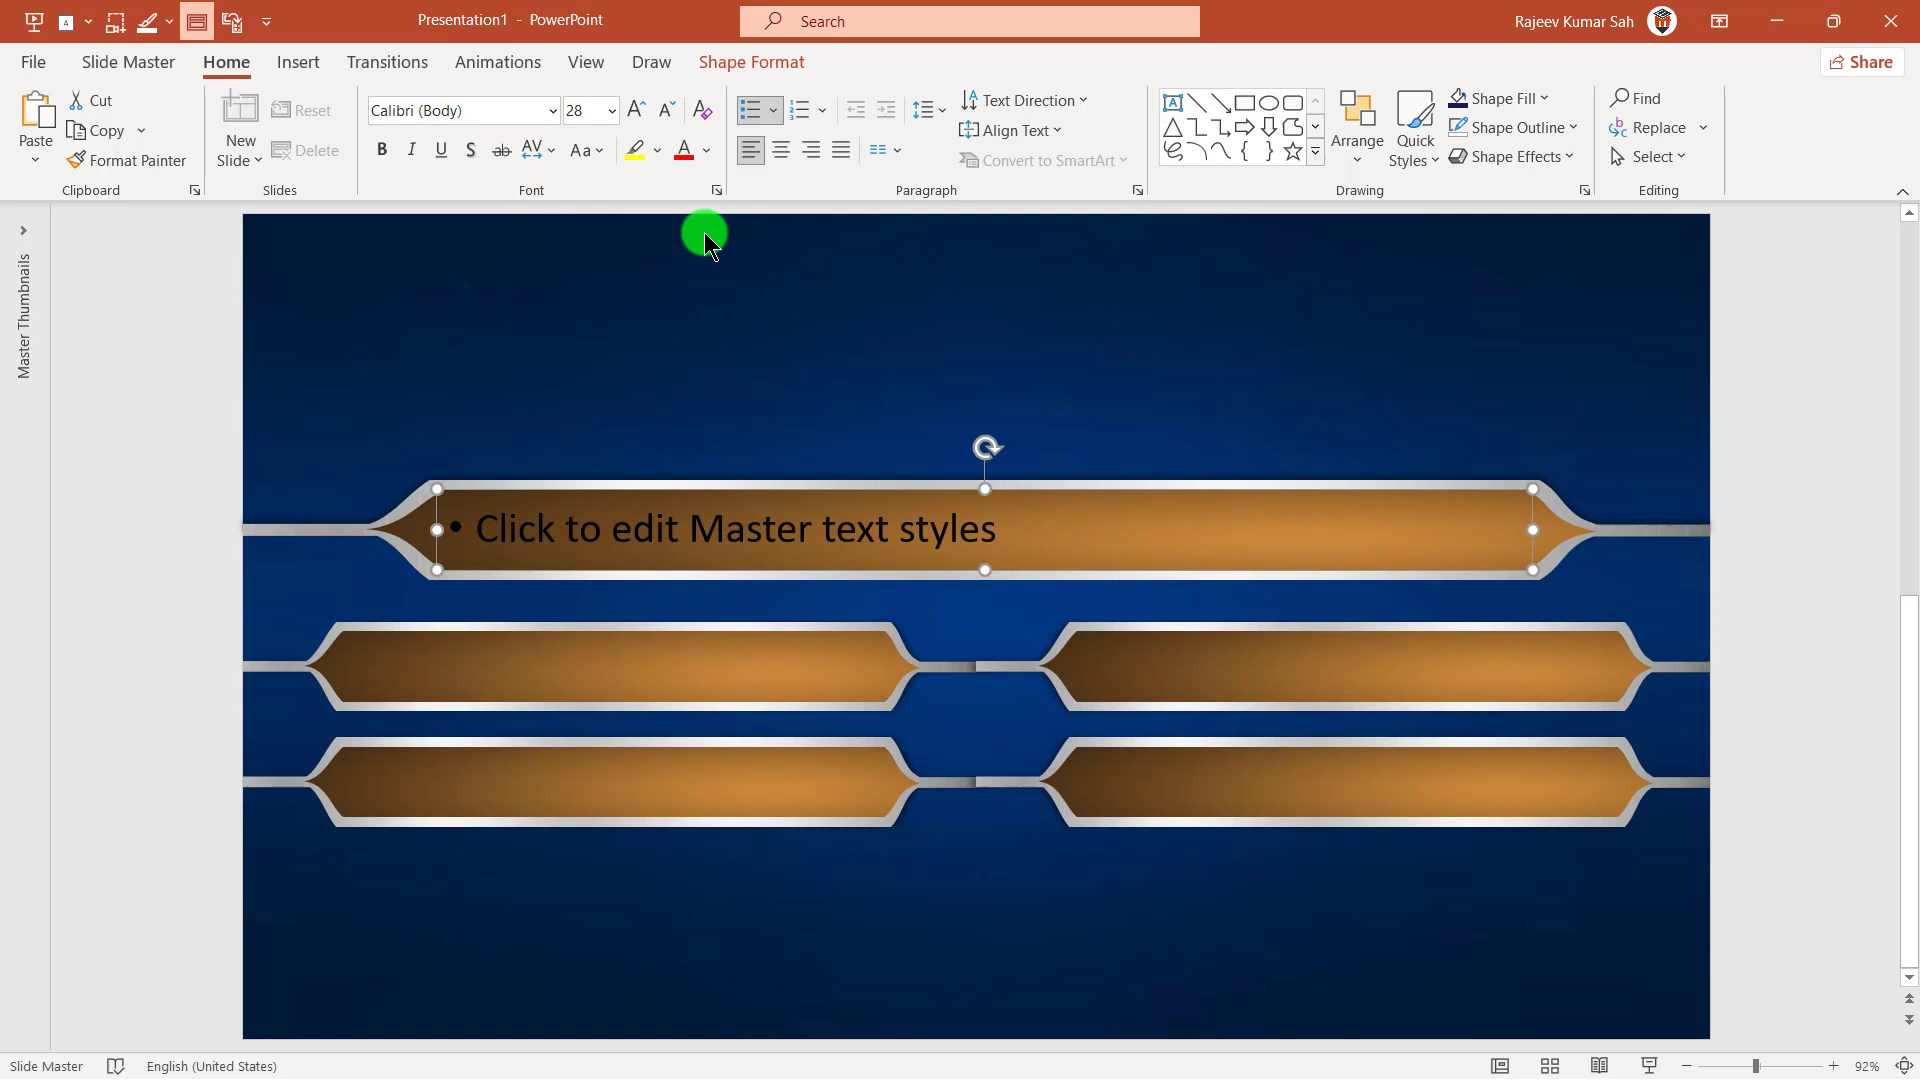 Presentation1 - PowerPoint
Search
Rajeev Kumar Sah
File
Slide Master
Home
Insert
Transitions
Animations
View
Draw
Shape Format
Share
Paste
Cut
Copy
Format Painter
Clipboard
New
Slide
Reset
Delete
Slides
Calibri (Body)
28
Font
Text Direction
Align Text
Convert to SmartArt
Paragraph
Arrange
Quick
Styles
Shape Fill
Shape Outline
Shape Effects
Drawing
Find
Replace
Select
Editing
Master Thumbnails
• Click to edit Master text styles
Slide Master
English (United States)
92%